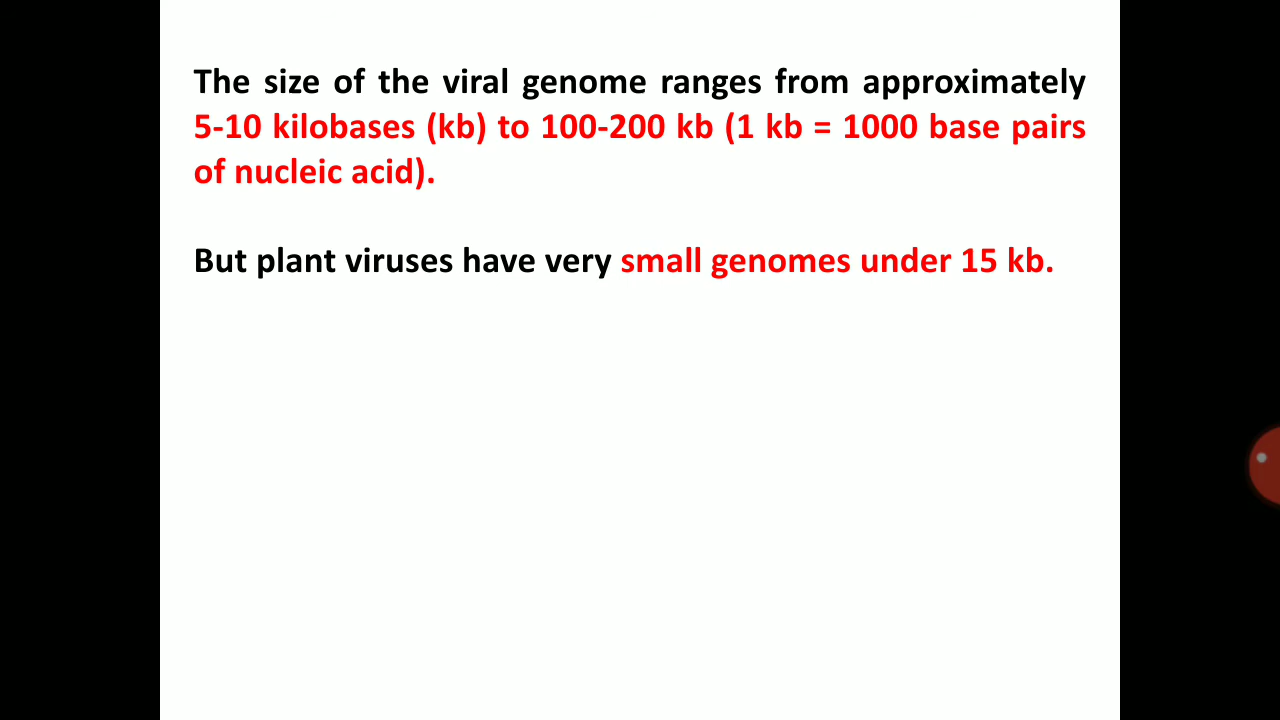 The size of the viral genome ranges from approximately
5-10 kilobases (kb) to 100-200 kb (1 kb = 1000 base pairs
of nucleic acid).
But plant viruses have very small genomes under 15 kb.